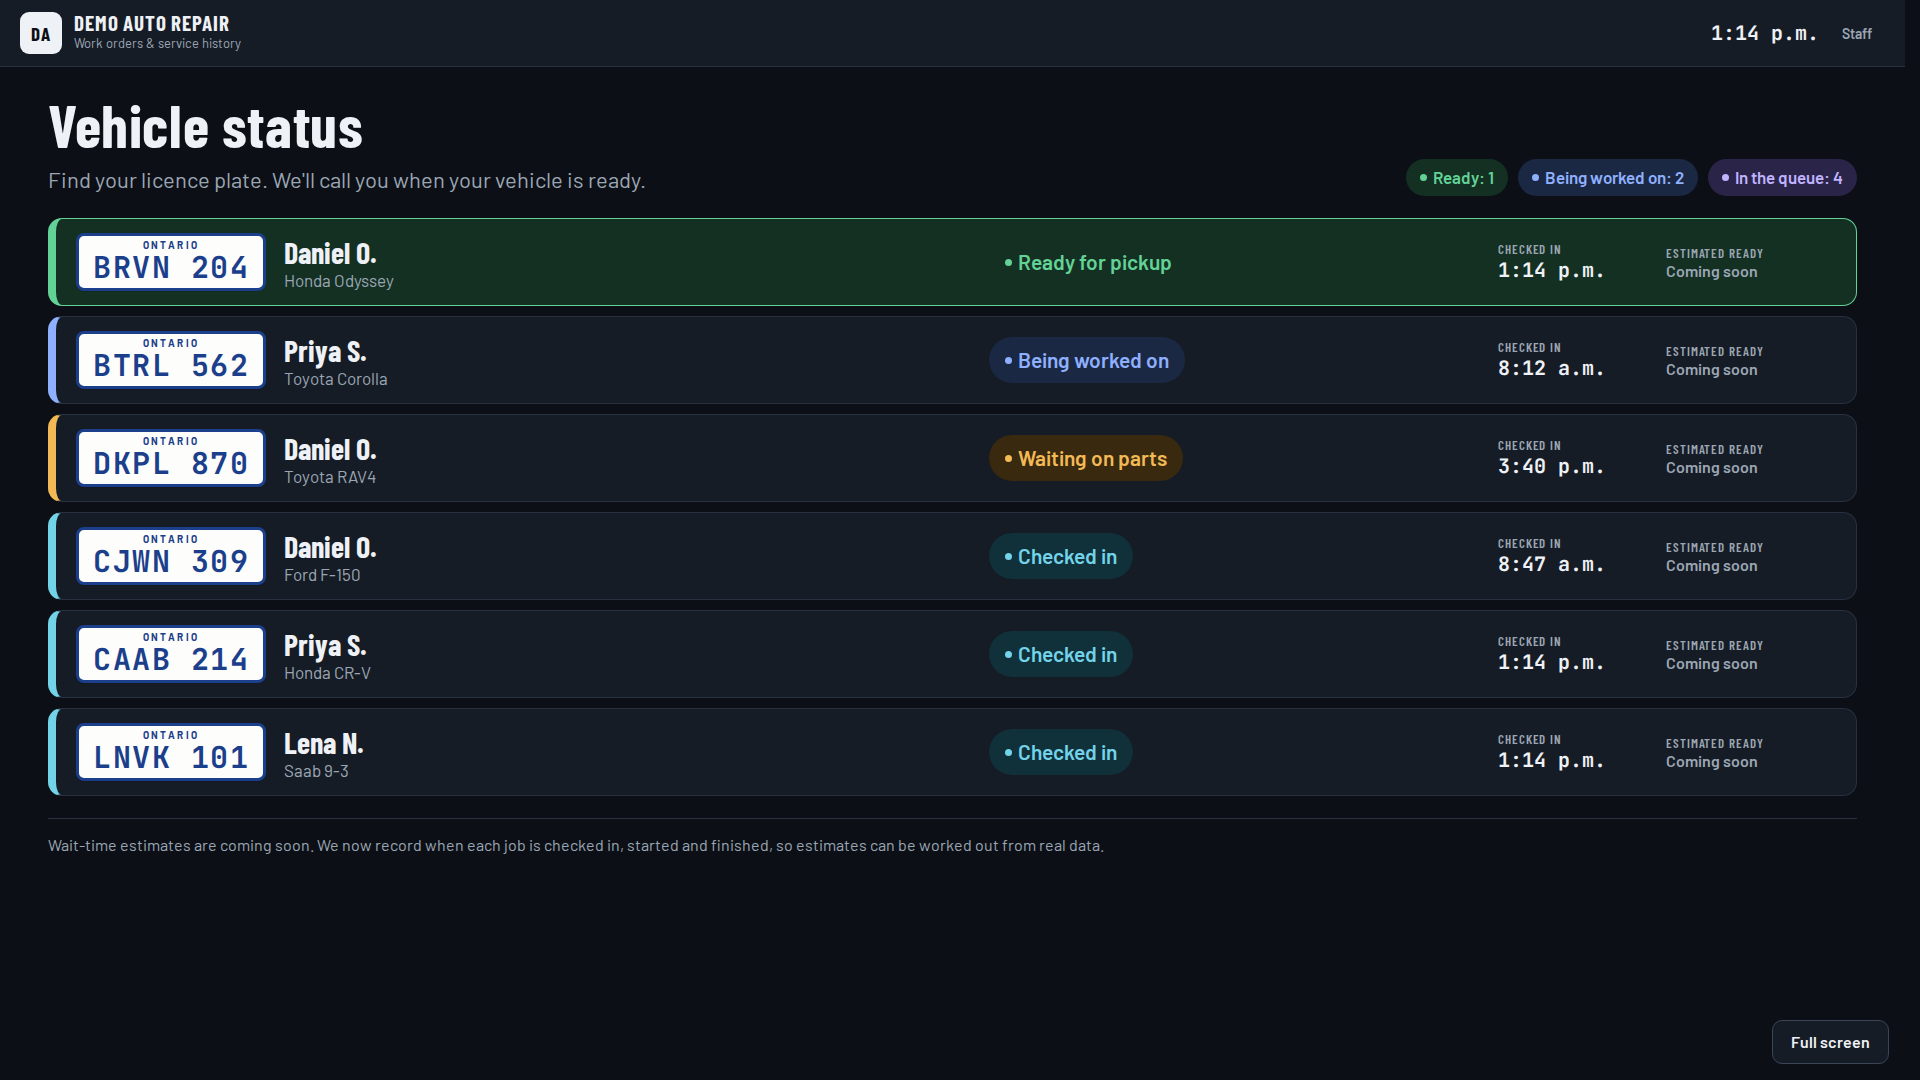 DA
DEMO AUTO REPAIR
Work orders & service history
1:14 p.m.
Staff
Vehicle status
Find your licence plate. We'll call you when your vehicle is ready.
Ready: 1
Being worked on: 2
In the queue: 4
ONTARIO
BRVN 204
Daniel O.
Honda Odyssey
Ready for pickup
CHECKED IN
1:14 p.m.
ESTIMATED READY
Coming soon
ONTARIO
BTRL 562
Priya S.
Toyota Corolla
Being worked on
CHECKED IN
8:12 a.m.
ESTIMATED READY
Coming soon
ONTARIO
DKPL 870
Daniel O.
Toyota RAV4
Waiting on parts
CHECKED IN
3:40 p.m.
ESTIMATED READY
Coming soon
ONTARIO
CJWN 309
Daniel O.
Ford F-150
Checked in
CHECKED IN
8:47 a.m.
ESTIMATED READY
Coming soon
ONTARIO
CAAB 214
Priya S.
Honda CR-V
Checked in
CHECKED IN
1:14 p.m.
ESTIMATED READY
Coming soon
ONTARIO
LNVK 101
Lena N.
Saab 9-3
Checked in
CHECKED IN
1:14 p.m.
ESTIMATED READY
Coming soon
Wait-time estimates are coming soon. We now record when each job is checked in, started and finished, so estimates can be worked out from real data.
Full screen